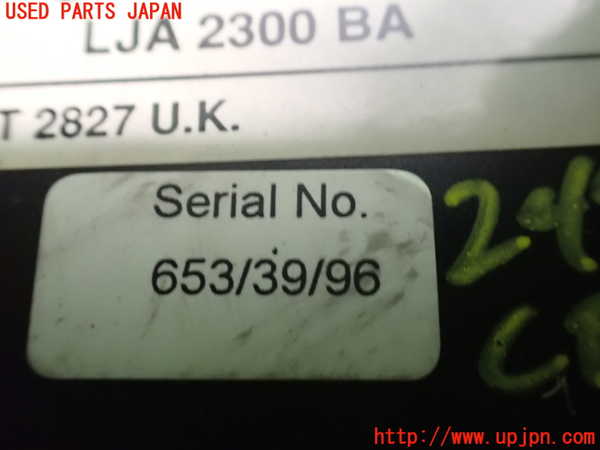 USED PARTS JAPAN
LJA 2300 BA
T 2827 U.K.
Serial No.
653/39/96
http://www.upjpn.com/